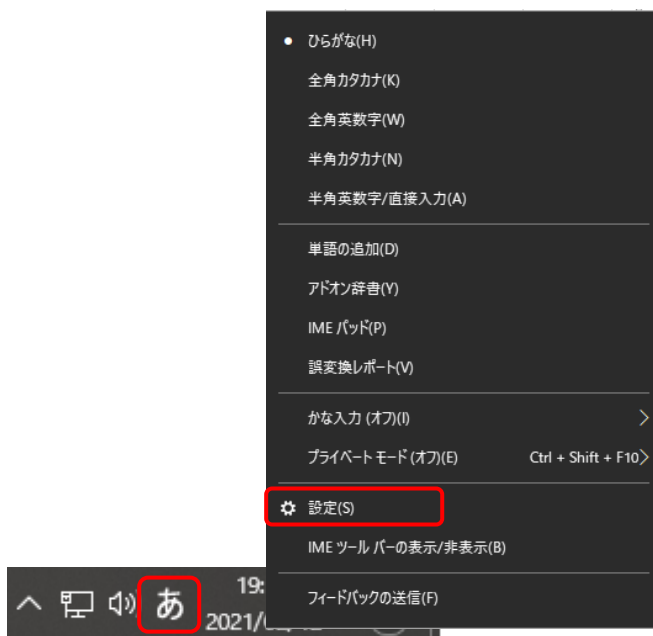 ひらがな(H)
全角カタカナ(K)
全角英数字(W)
半角カタカナ(N)
半角英数字/直接入力(A)
単語の追加(D)
アドオン辞書(Y)
IME パッド(P)
誤変換レポート(V)
かな入力 (オフ)(I)
プライベート モード (オフ)(E) Ctrl + Shift + F10
設定(S)
IME ツール バーの表示/非表示(B)
フィードバックの送信(F)
あ
19:
2021/